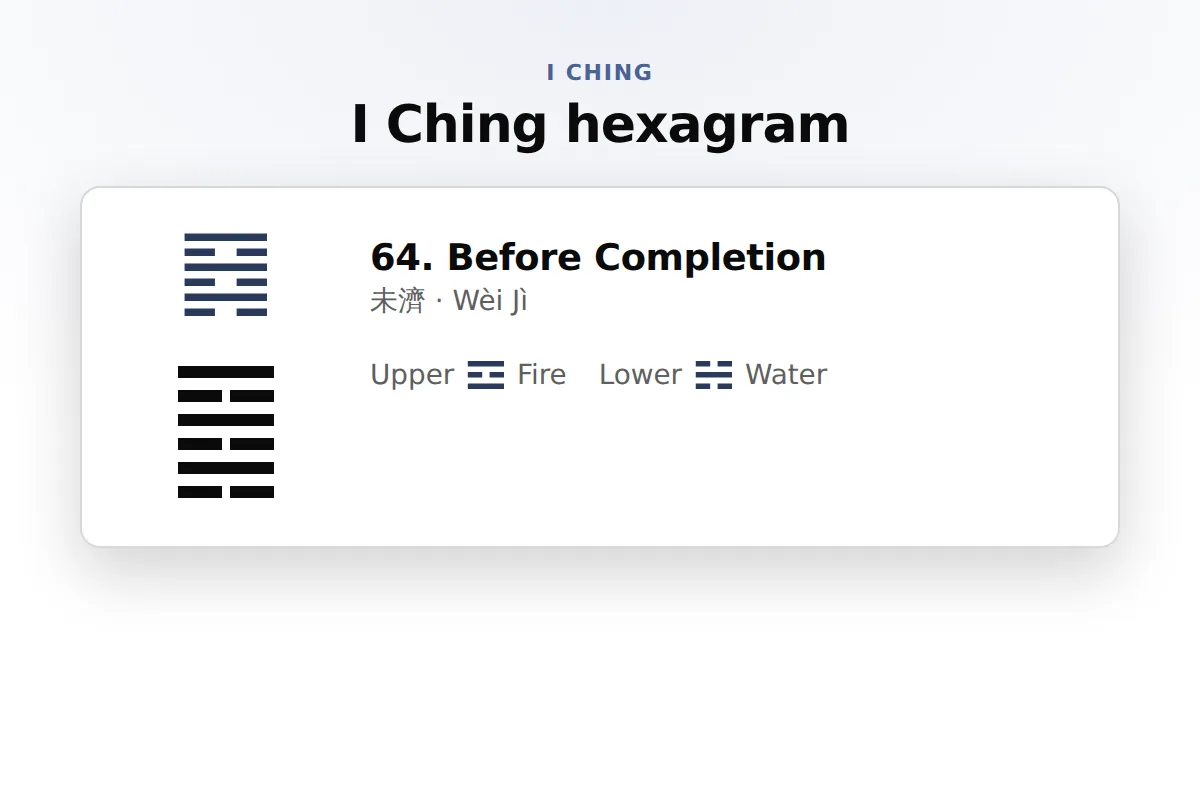 I CHING
I Ching hexagram
䷿
64. Before Completion
未濟 · Wèi Jì
Upper ☲ Fire Lower ☵ Water